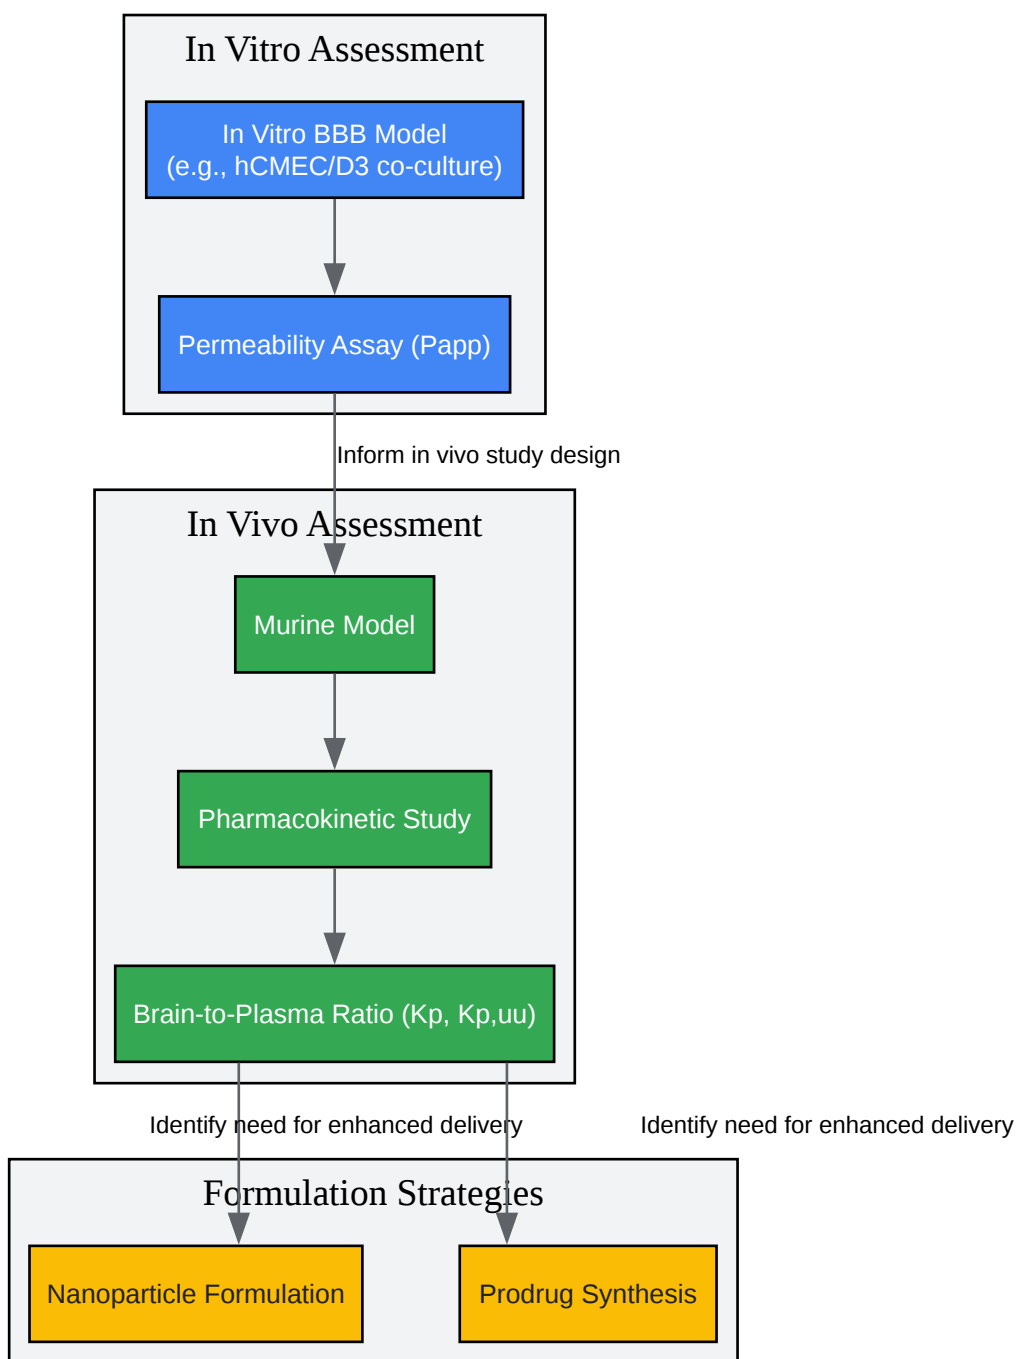 In Vitro Assessment
In Vitro BBB Model
(e.g., hCMEC/D3 co-culture)
Permeability Assay (Papp)
Inform in vivo study design
In Vivo Assessment
Murine Model
Pharmacokinetic Study
Brain-to-Plasma Ratio (Kp, Kp,uu)
Identify need for enhanced delivery
Identify need for enhanced delivery
Formulation Strategies
Nanoparticle Formulation
Prodrug Synthesis